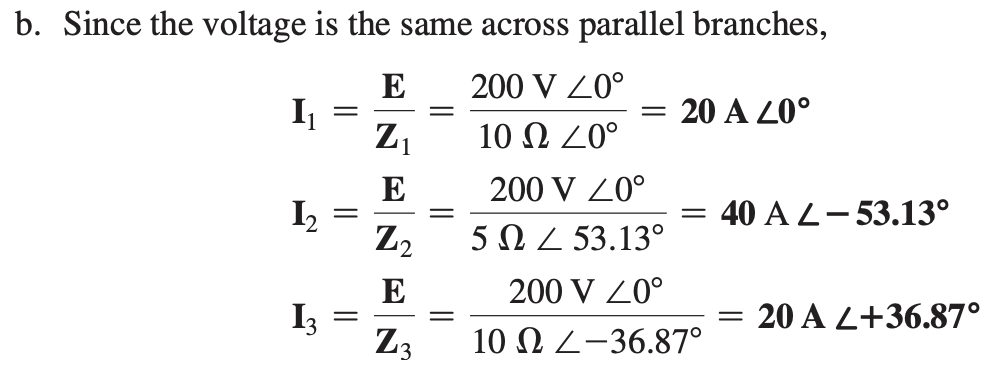 b. Since the voltage is the same across parallel branches,
I₁ = E/Z₁ = 200 V ∠0°/10 Ω ∠0° = 20 A ∠0°
I₂ = E/Z₂ = 200 V ∠0°/5 Ω ∠ 53.13° = 40 A ∠−53.13°
I₃ = E/Z₃ = 200 V ∠0°/10 Ω ∠−36.87° = 20 A ∠+36.87°